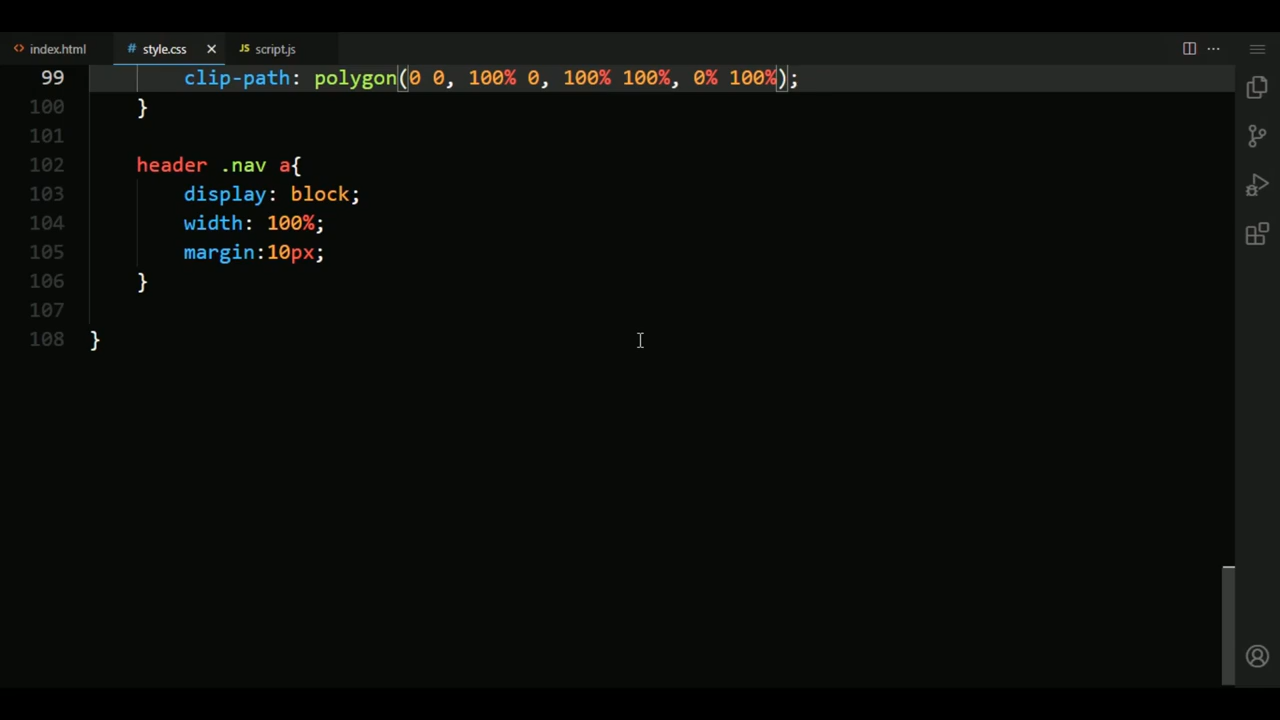 index.html
# style.css
JS script.js
99 clip-path: polygon(0 0, 100% 0, 100% 100%, 0% 100%);
100 }
101
102 header .nav a{
103 display: block;
104 width: 100%;
105 margin:10px;
106 }
107
108 }